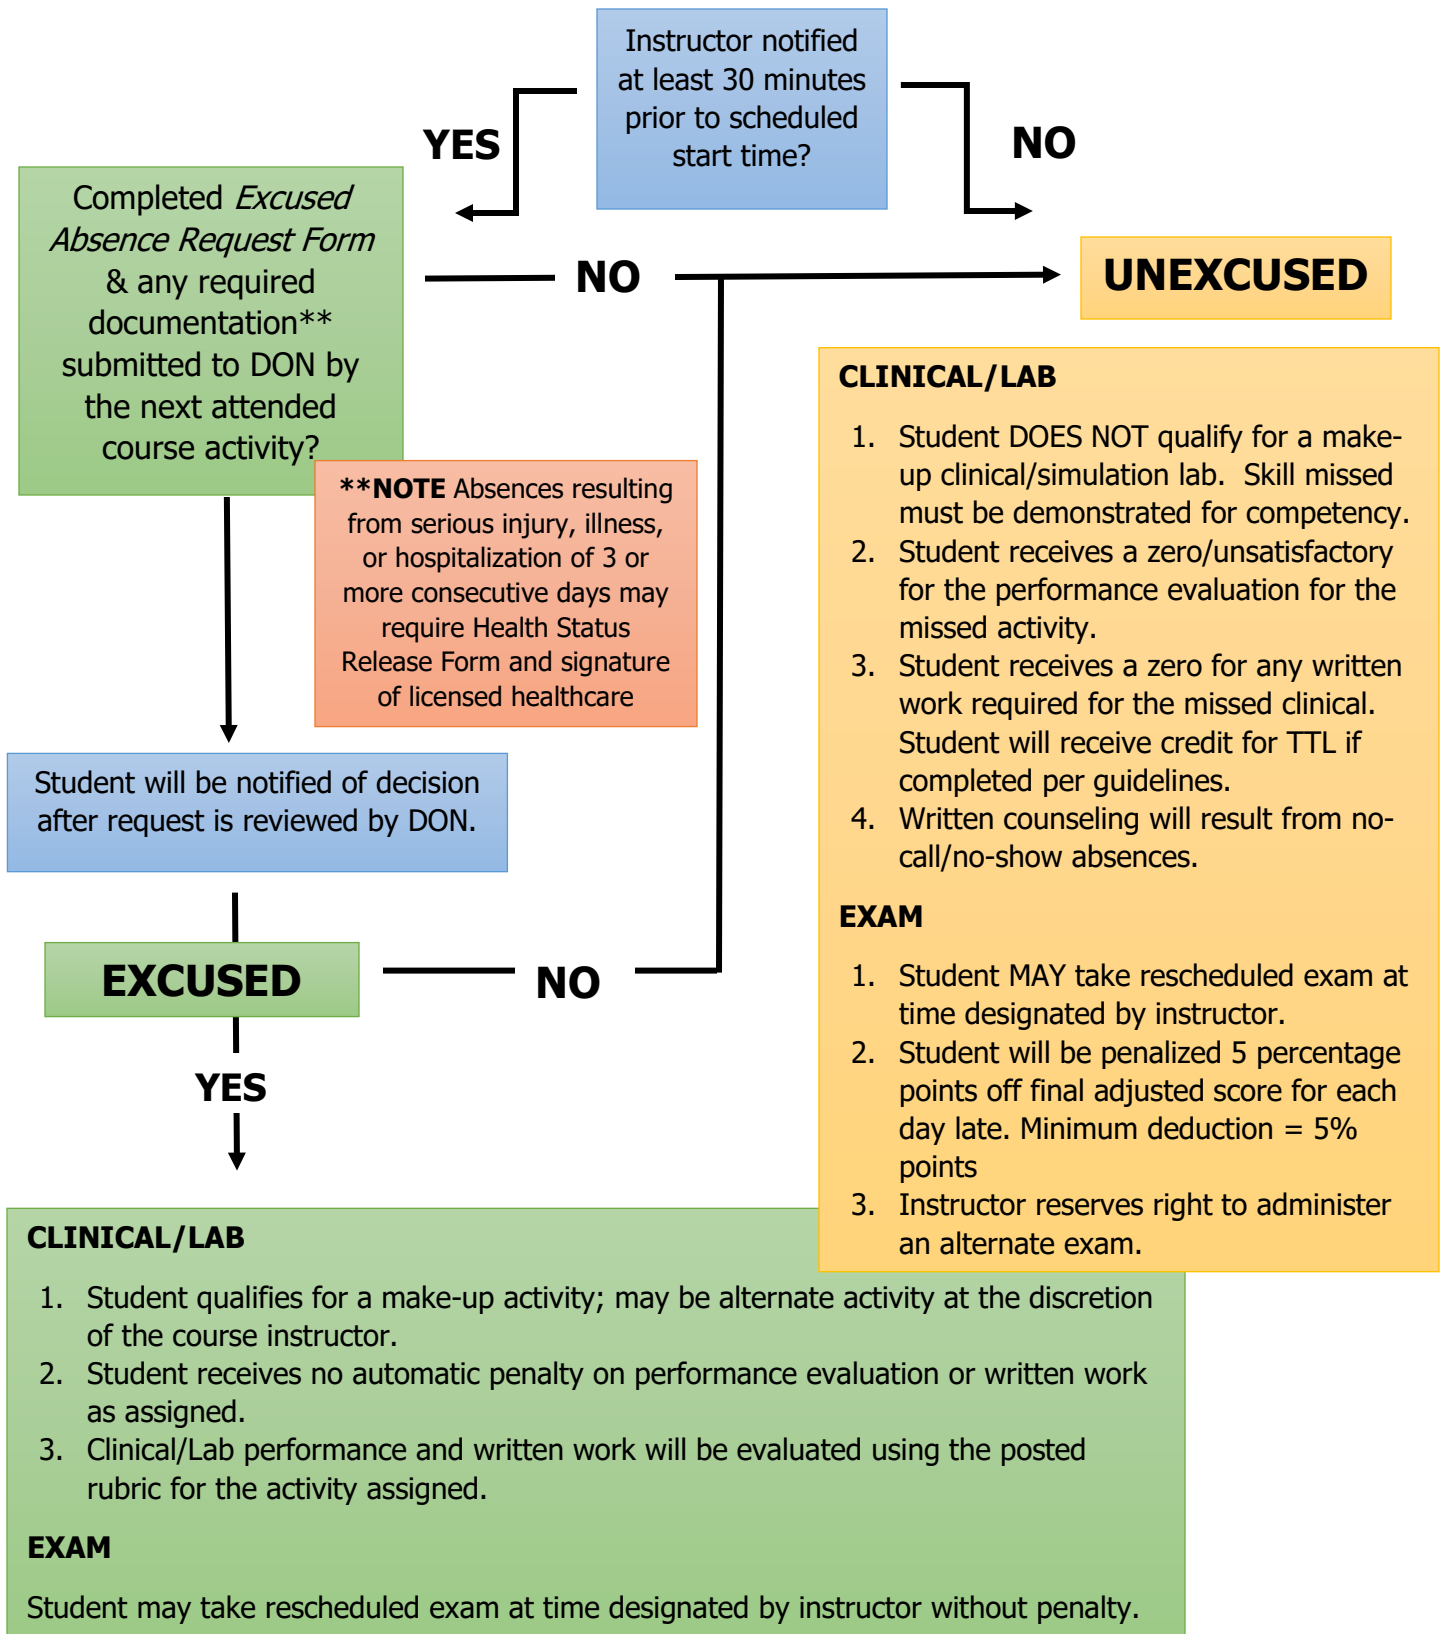 Instructor notified
at least 30 minutes
prior to scheduled
start time?
YES
NO
Completed Excused
Absence Request Form
& any required
documentation**
submitted to DON by
the next attended
course activity?
NO
UNEXCUSED
**NOTE Absences resulting
from serious injury, illness,
or hospitalization of 3 or
more consecutive days may
require Health Status
Release Form and signature
of licensed healthcare
CLINICAL/LAB
1. Student DOES NOT qualify for a make-
up clinical/simulation lab. Skill missed
must be demonstrated for competency.
2. Student receives a zero/unsatisfactory
for the performance evaluation for the
missed activity.
3. Student receives a zero for any written
work required for the missed clinical.
Student will receive credit for TTL if
completed per guidelines.
4. Written counseling will result from no-
call/no-show absences.
EXAM
1. Student MAY take rescheduled exam at
time designated by instructor.
2. Student will be penalized 5 percentage
points off final adjusted score for each
day late. Minimum deduction = 5%
points
3. Instructor reserves right to administer
an alternate exam.
Student will be notified of decision
after request is reviewed by DON.
EXCUSED
NO
YES
CLINICAL/LAB
1. Student qualifies for a make-up activity; may be alternate activity at the discretion
of the course instructor.
2. Student receives no automatic penalty on performance evaluation or written work
as assigned.
3. Clinical/Lab performance and written work will be evaluated using the posted
rubric for the activity assigned.
EXAM
Student may take rescheduled exam at time designated by instructor without penalty.